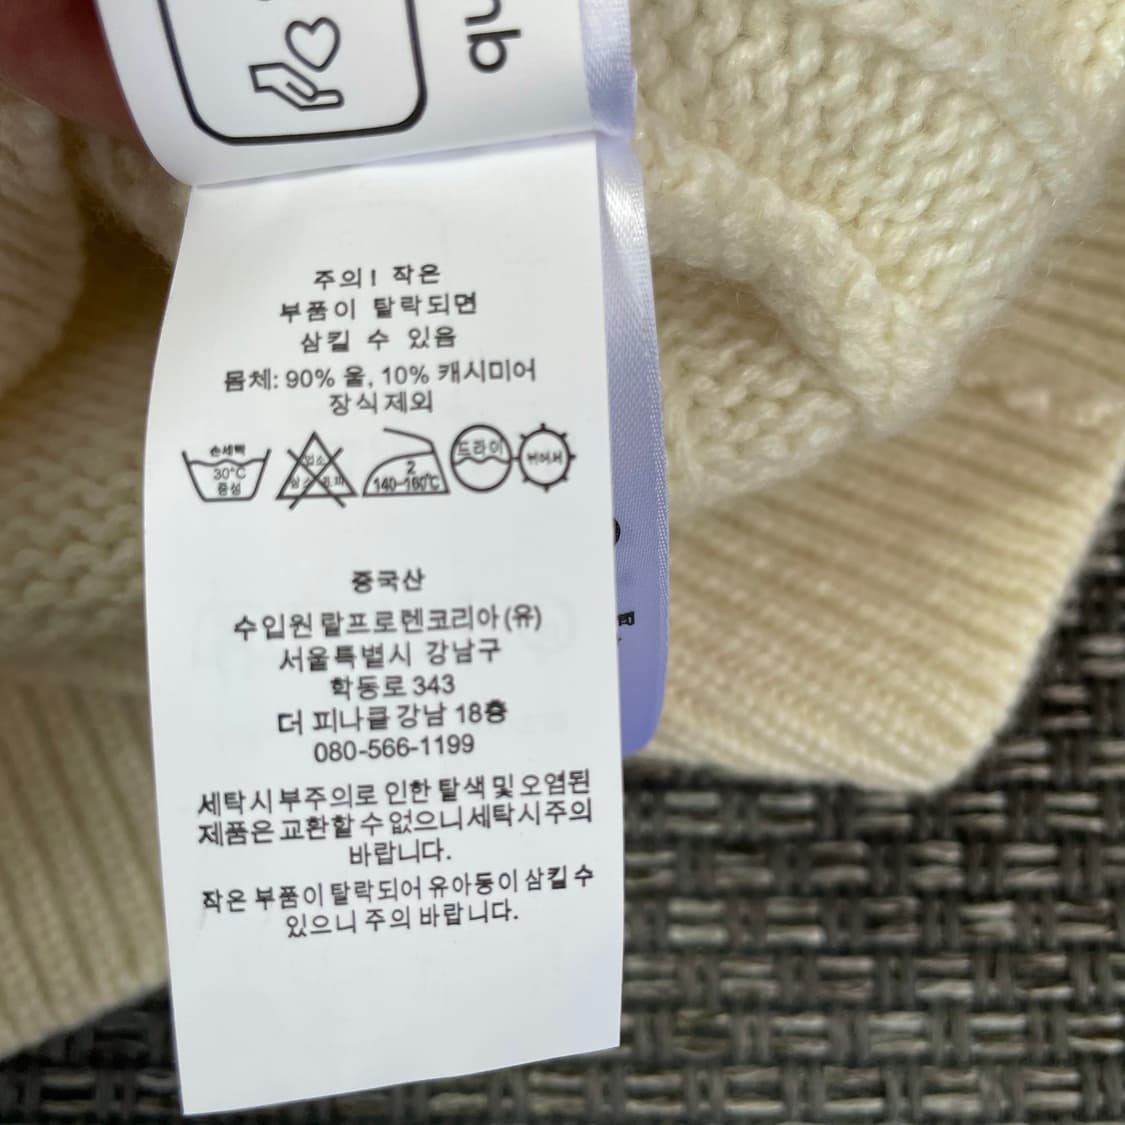 qu
주의! 작은
부품이 탈락되면
삼킬 수 있음
몸체: 90% 울, 10% 캐시미어
장식제외
손세탁
30°C
중성
염소
2
140-160℃
드라이
뉘어서
중국산
수입원 랄프로렌코리아(유)
서울특별시 강남구
학동로 343
더 피나클 강남 18층
080-566-1199
세탁시 부주의로 인한 탈색 및 오염된
제품은 교환할 수 없으니 세탁시 주의
바랍니다.
작은 부품이 탈락되어 유아동이 삼킬 수
있으니 주의 바랍니다.